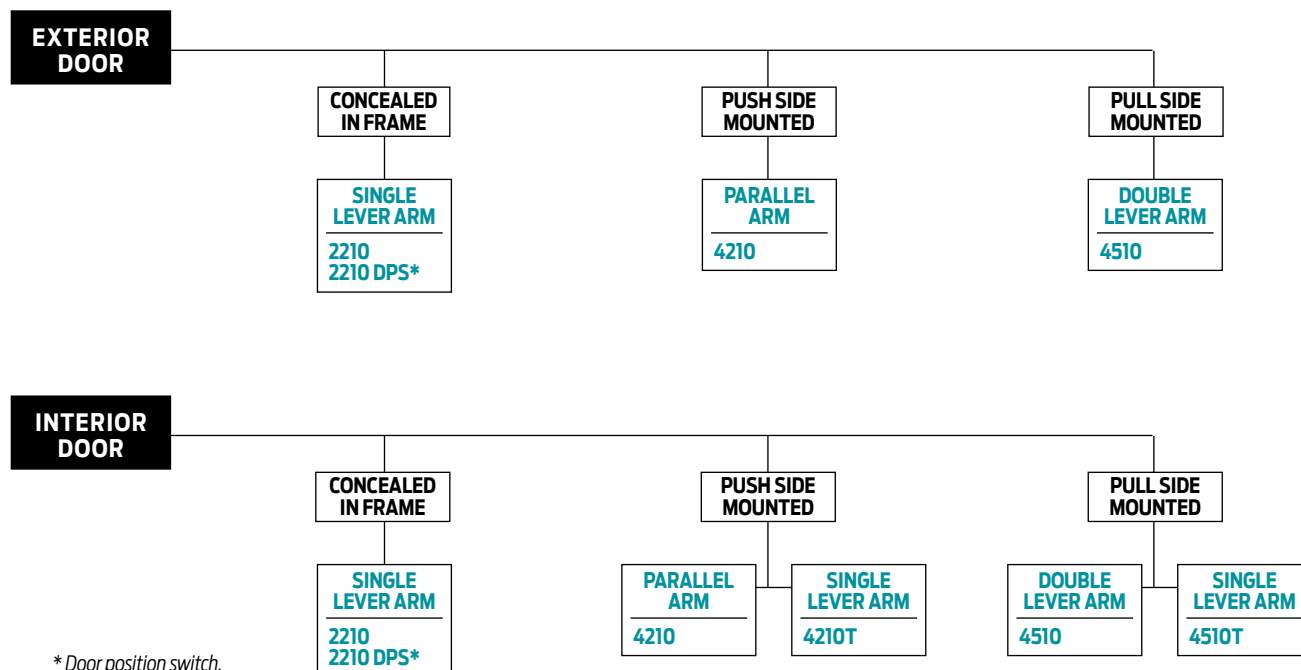 EXTERIOR
DOOR
CONCEALED
IN FRAME
PUSH SIDE
MOUNTED
PULL SIDE
MOUNTED
SINGLE
LEVER ARM
2210
2210 DPS*
PARALLEL
ARM
4210
DOUBLE
LEVER ARM
4510
INTERIOR
DOOR
CONCEALED
IN FRAME
PUSH SIDE
MOUNTED
PULL SIDE
MOUNTED
SINGLE
LEVER ARM
2210
2210 DPS*
PARALLEL
ARM
4210
SINGLE
LEVER ARM
4210T
DOUBLE
LEVER ARM
4510
SINGLE
LEVER ARM
4510T
* Door position switch.